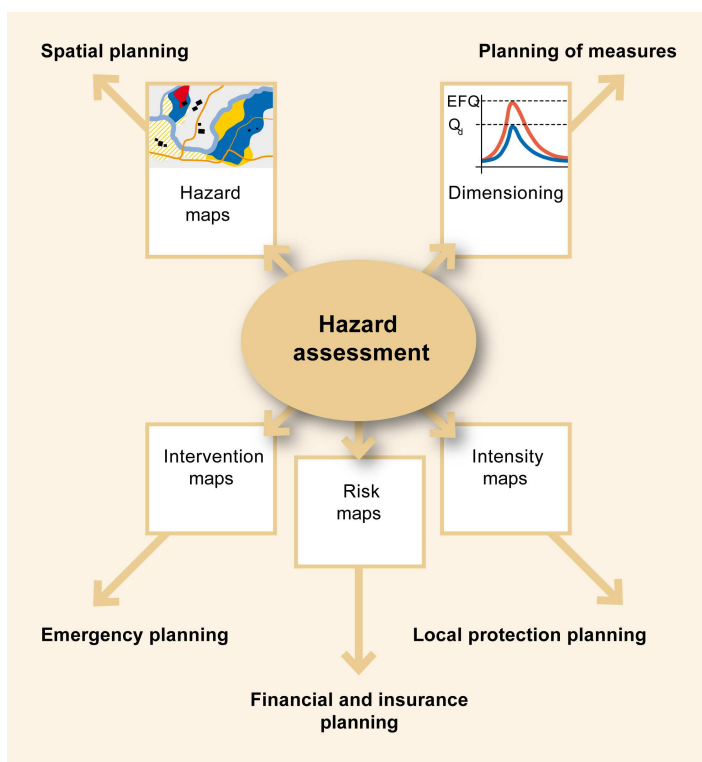 Spatial planning
Planning of measures
EFQ
Qd
Hazard
maps
Dimensioning
Hazard
assessment
Intervention
maps
Risk
maps
Intensity
maps
Emergency planning
Local protection planning
Financial and insurance
planning